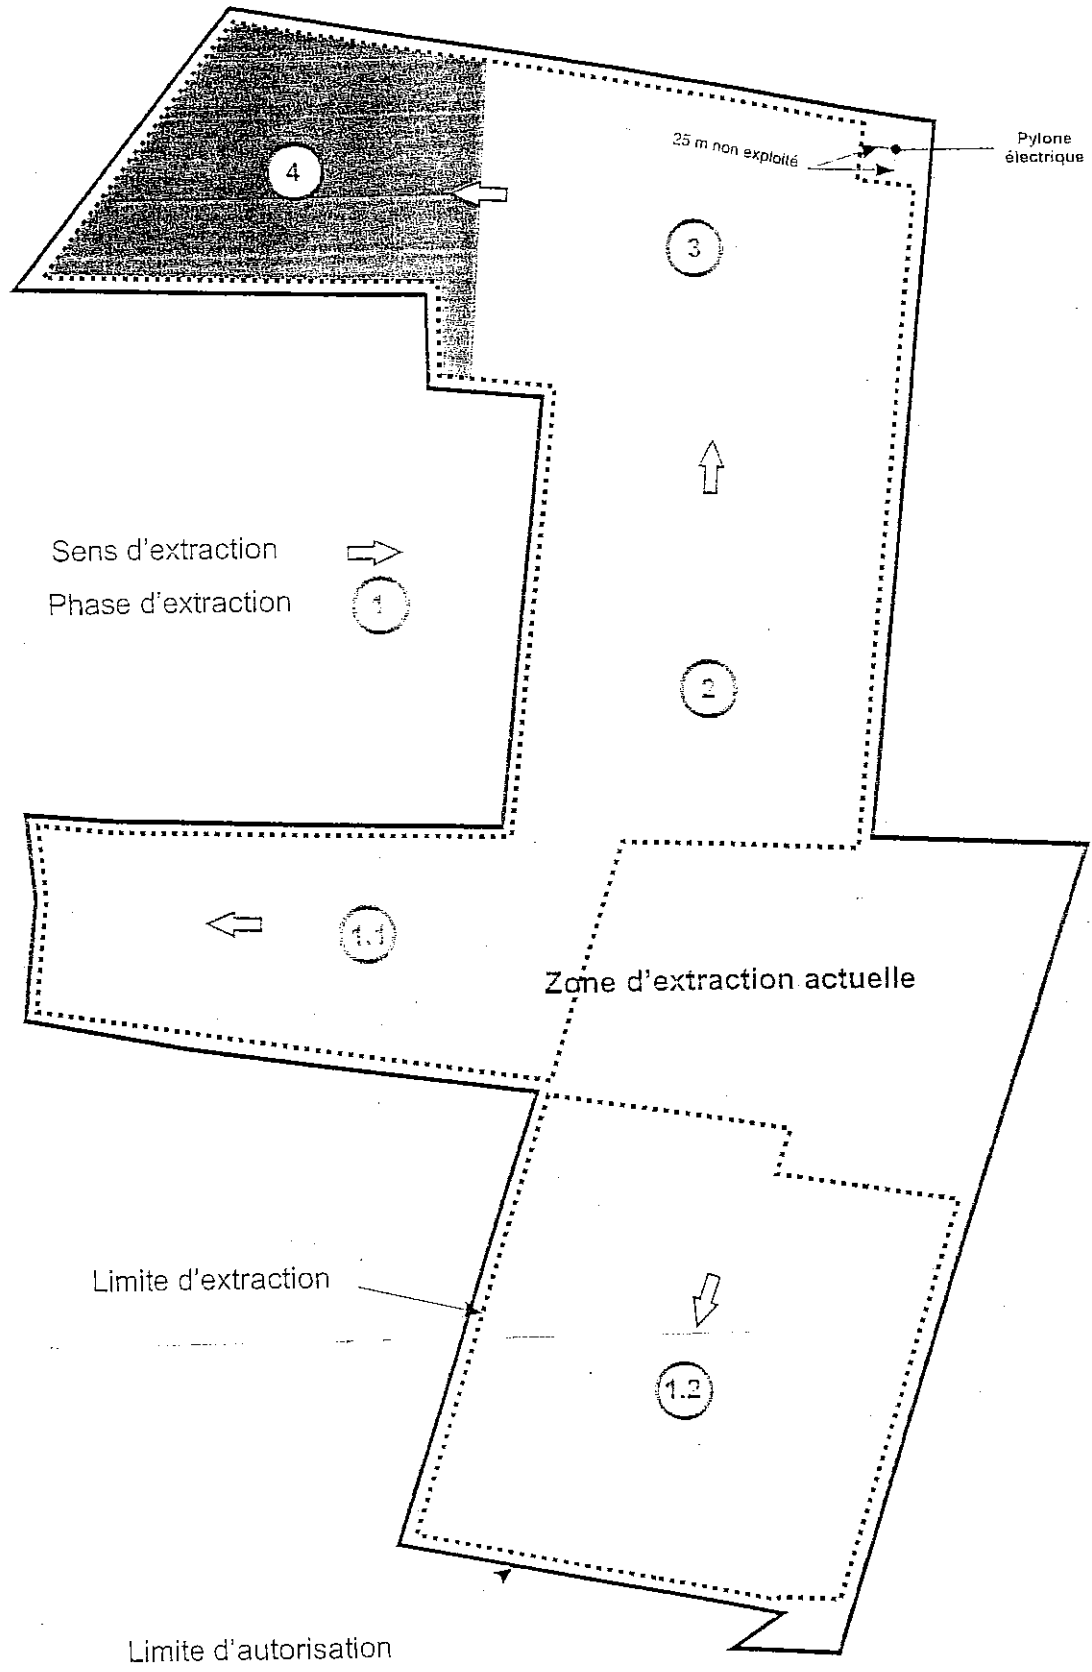 25 m non exploité
Pylone
électrique
4
3
Sens d'extraction
Phase d'extraction
1
2
1.1
Zone d'extraction actuelle
Limite d'extraction
1.2
Limite d'autorisation